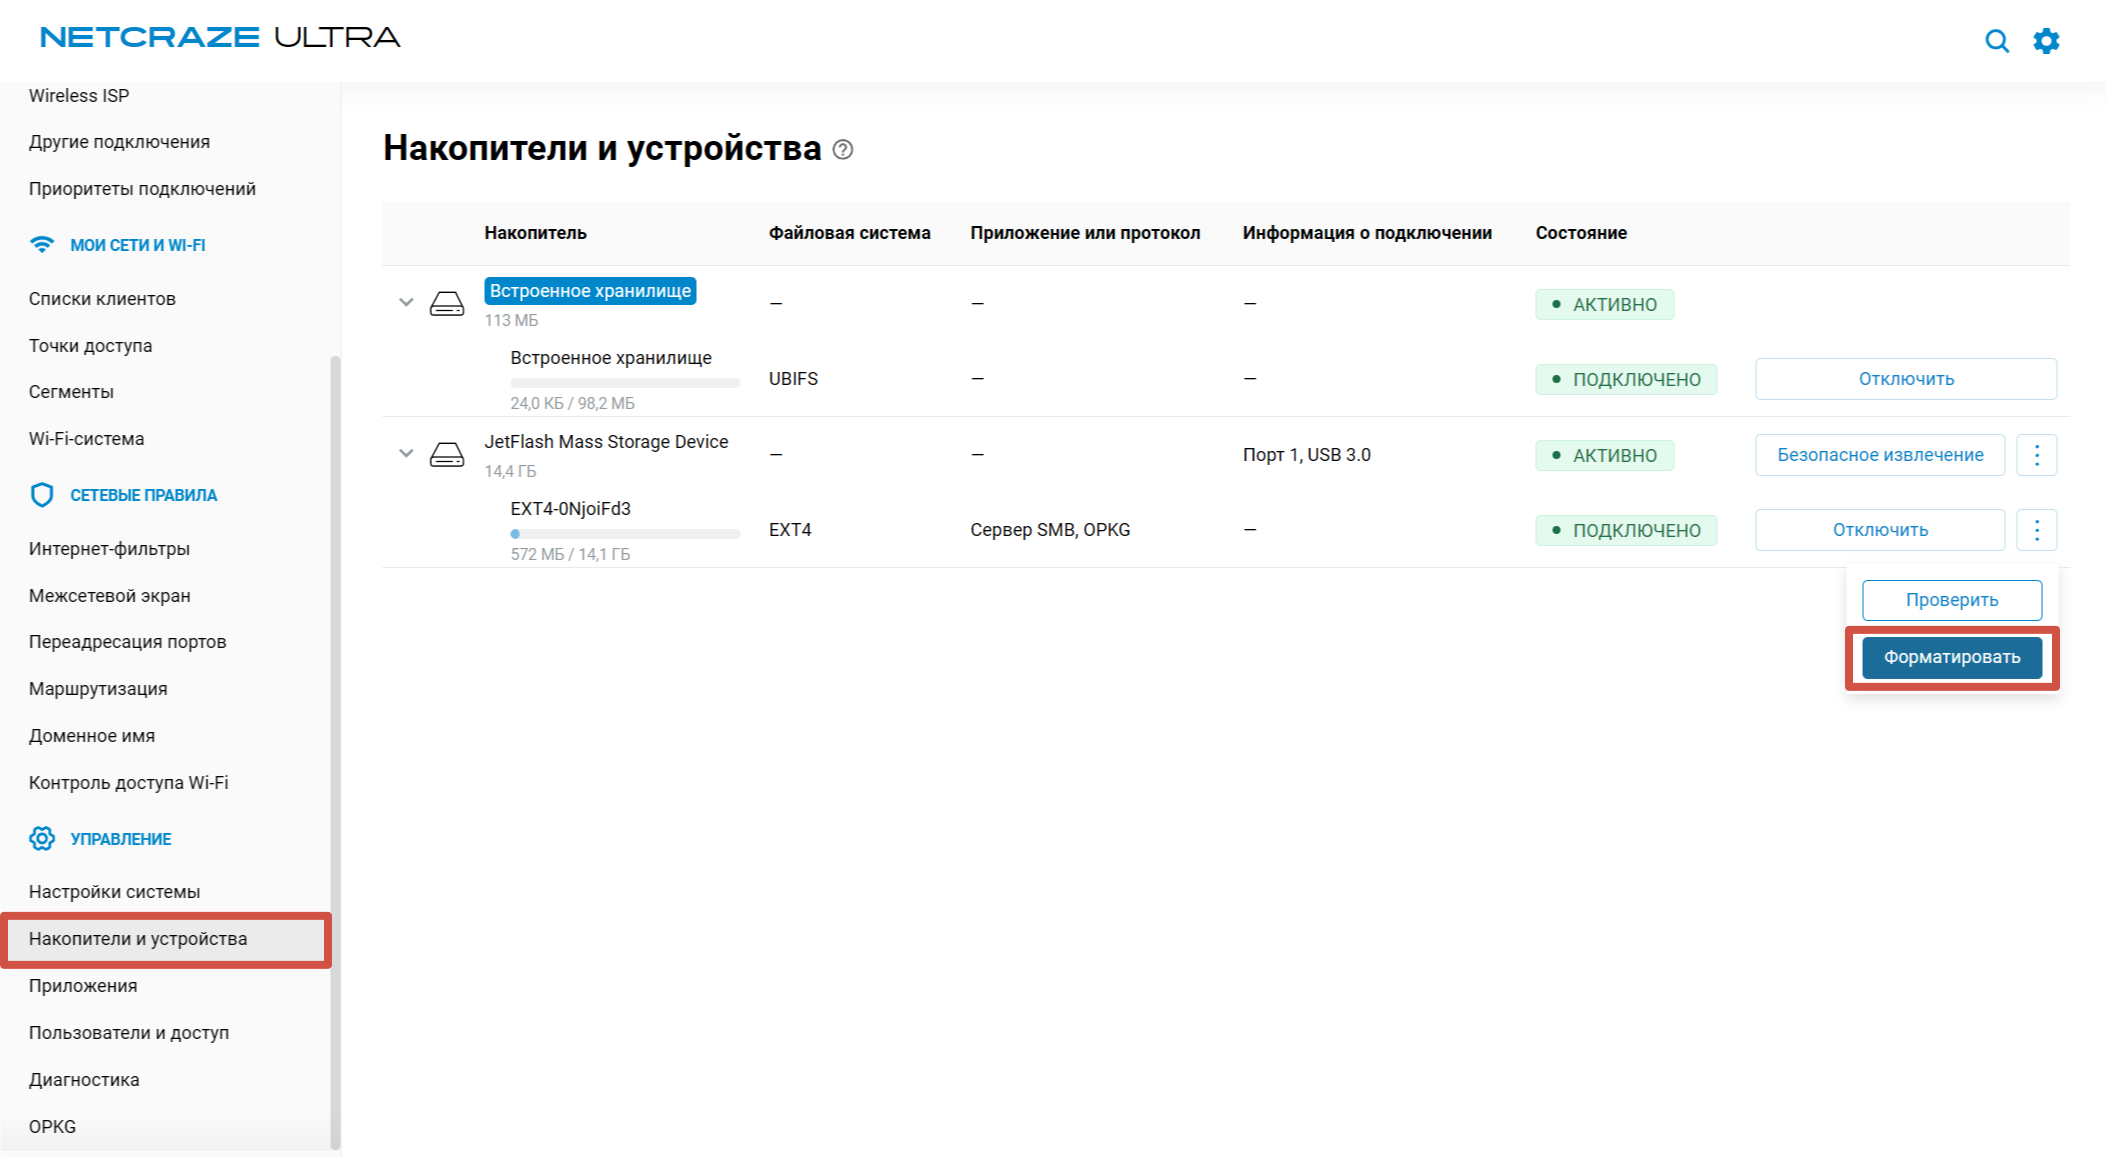 NETCRAZE ULTRA
Wireless ISP
Другие подключения
Приоритеты подключений
МОИ СЕТИ И WI-FI
Списки клиентов
Точки доступа
Сегменты
Wi-Fi-система
СЕТЕВЫЕ ПРАВИЛА
Интернет-фильтры
Межсетевой экран
Переадресация портов
Маршрутизация
Доменное имя
Контроль доступа Wi-Fi
УПРАВЛЕНИЕ
Настройки системы
Накопители и устройства
Приложения
Пользователи и доступ
Диагностика
OPKG
Накопители и устройства ?
Накопитель Файловая система Приложение или протокол Информация о подключении Состояние
Встроенное хранилище — — — АКТИВНО
113 МБ
Встроенное хранилище
UBIFS — — ПОДКЛЮЧЕНО Отключить
24,0 КБ / 98,2 МБ
JetFlash Mass Storage Device — — Порт 1, USB 3.0 АКТИВНО Безопасное извлечение
14,4 ГБ
EXT4-0NjoiFd3
EXT4 Сервер SMB, OPKG — ПОДКЛЮЧЕНО Отключить
572 МБ / 14,1 ГБ
Проверить
Форматировать